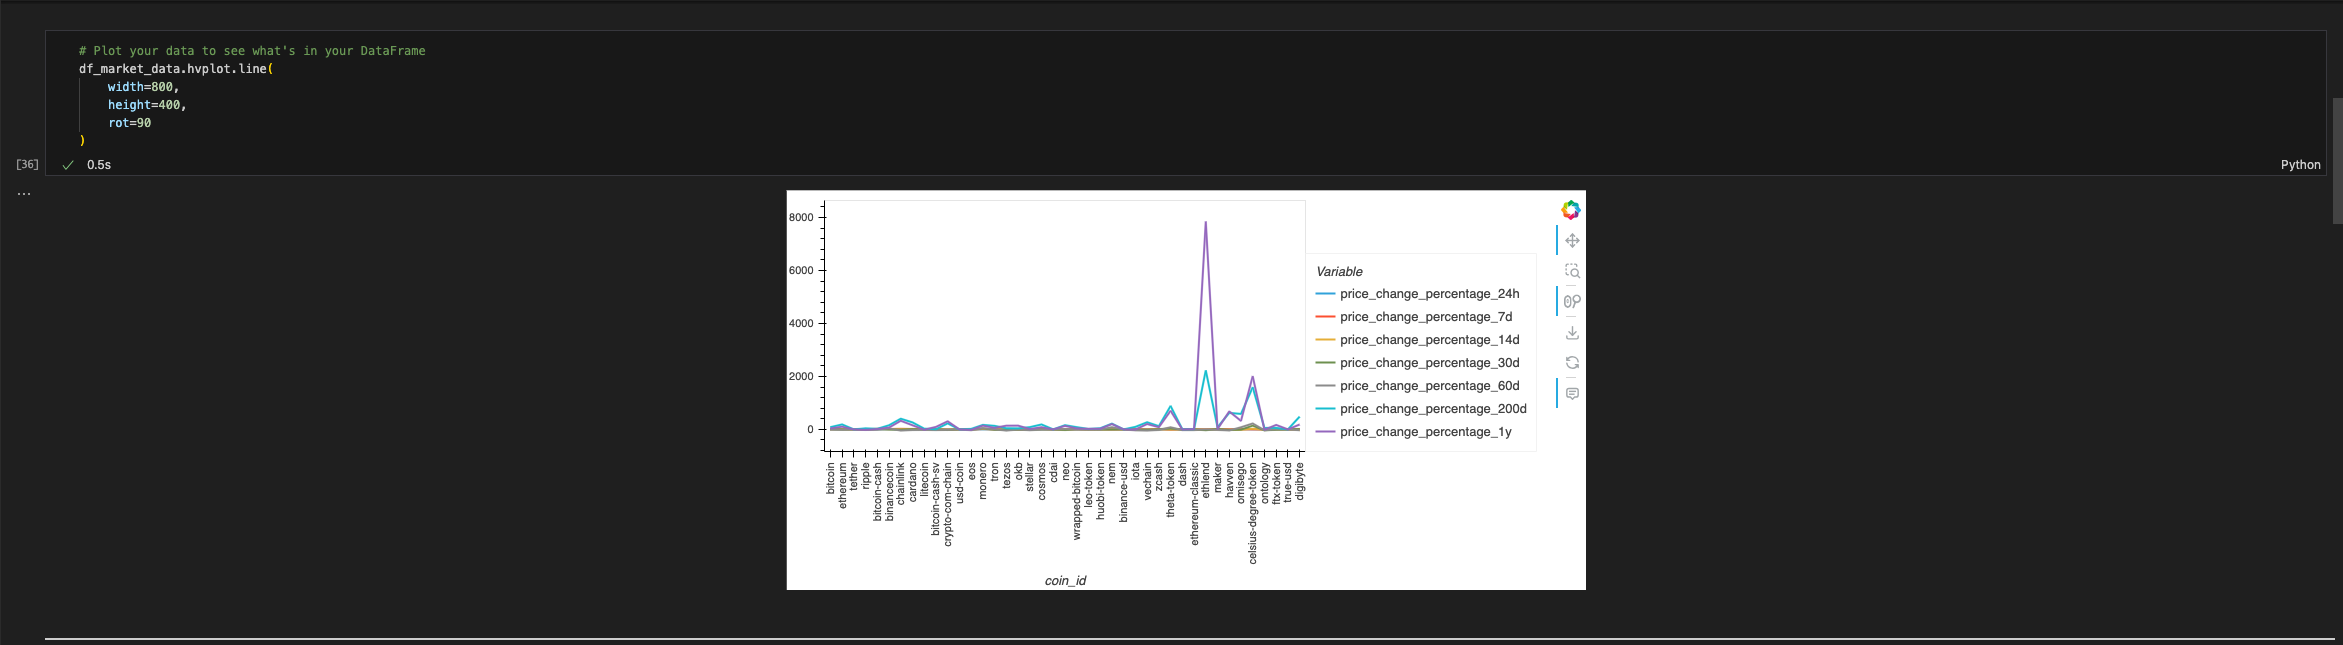 # Plot your data to see what's in your DataFrame
df_market_data.hvplot.line(
    width=800,
    height=400,
    rot=90
)
[36]
0.5s
Python
...
8000
6000
4000
2000
0
bitcoin
ethereum
tether
ripple
bitcoin-cash
binancecoin
chainlink
cardano
litecoin
bitcoin-cash-sv
crypto-com-chain
usd-coin
eos
monero
tron
tezos
okb
stellar
cosmos
cdai
neo
wrapped-bitcoin
leo-token
huobi-token
nem
binance-usd
iota
vechain
zcash
theta-token
dash
ethereum-classic
ethlend
maker
havven
omisego
celsius-degree-token
ontology
ftx-token
true-usd
digibyte
coin_id
Variable
price_change_percentage_24h
price_change_percentage_7d
price_change_percentage_14d
price_change_percentage_30d
price_change_percentage_60d
price_change_percentage_200d
price_change_percentage_1y